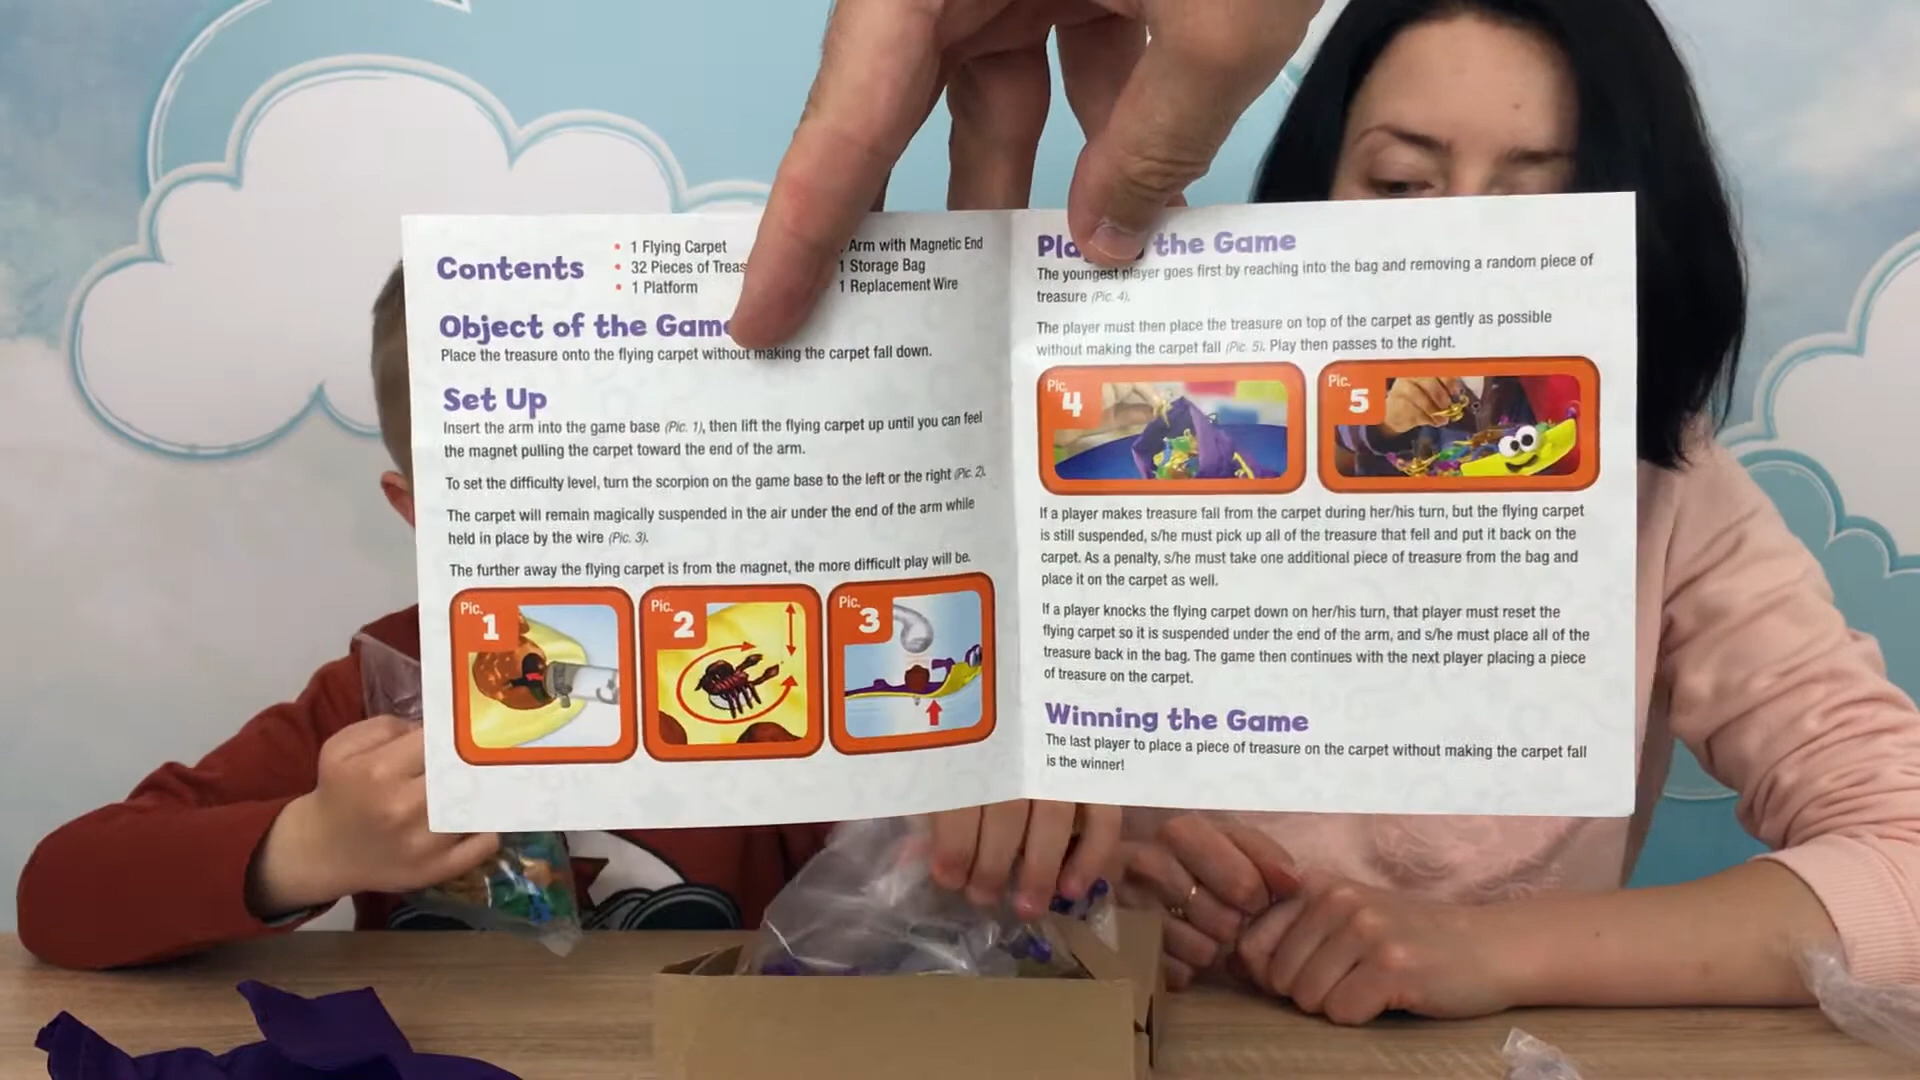 Contents
• 1 Flying Carpet
• 32 Pieces of
• 1 Platform
Arm with Magnetic End
1 Storage Bag
1 Replacement Wire
Object of the
Place the treasure onto the flying carpet without making the carpet fall down.
Set Up
Insert the arm into the game base (Pic. 1), then lift the flying carpet up until you can feel
the magnet pulling the carpet toward the end of the arm.
To set the difficulty level, turn the scorpion on the game base to the left or the right (Pic. 2).
The carpet will remain magically suspended in the air under the end of the arm while
held in place by the wire (Pic. 3).
The further away the flying carpet is from the magnet, the more difficult play will be.
Pic. 1
Pic. 2
Pic. 3
the Game
The youngest player goes first by reaching into the bag and removing a random piece of
treasure (Pic. 4).
The player must then place the treasure on top of the carpet as gently as possible
without making the carpet fall (Pic. 5). Play then passes to the right.
Pic. 4
Pic. 5
If a player makes treasure fall from the carpet during her/his turn, but the flying carpet
is still suspended, s/he must pick up all of the treasure that fell and put it back on the
carpet. As a penalty, s/he must take one additional piece of treasure from the bag and
place it on the carpet as well.
If a player knocks the flying carpet down on her/his turn, that player must reset the
flying carpet so it is suspended under the end of the arm, and s/he must place all of the
treasure back in the bag. The game then continues with the next player placing a piece
of treasure on the carpet.
Winning the Game
The last player to place a piece of treasure on the carpet without making the carpet fall
is the winner!